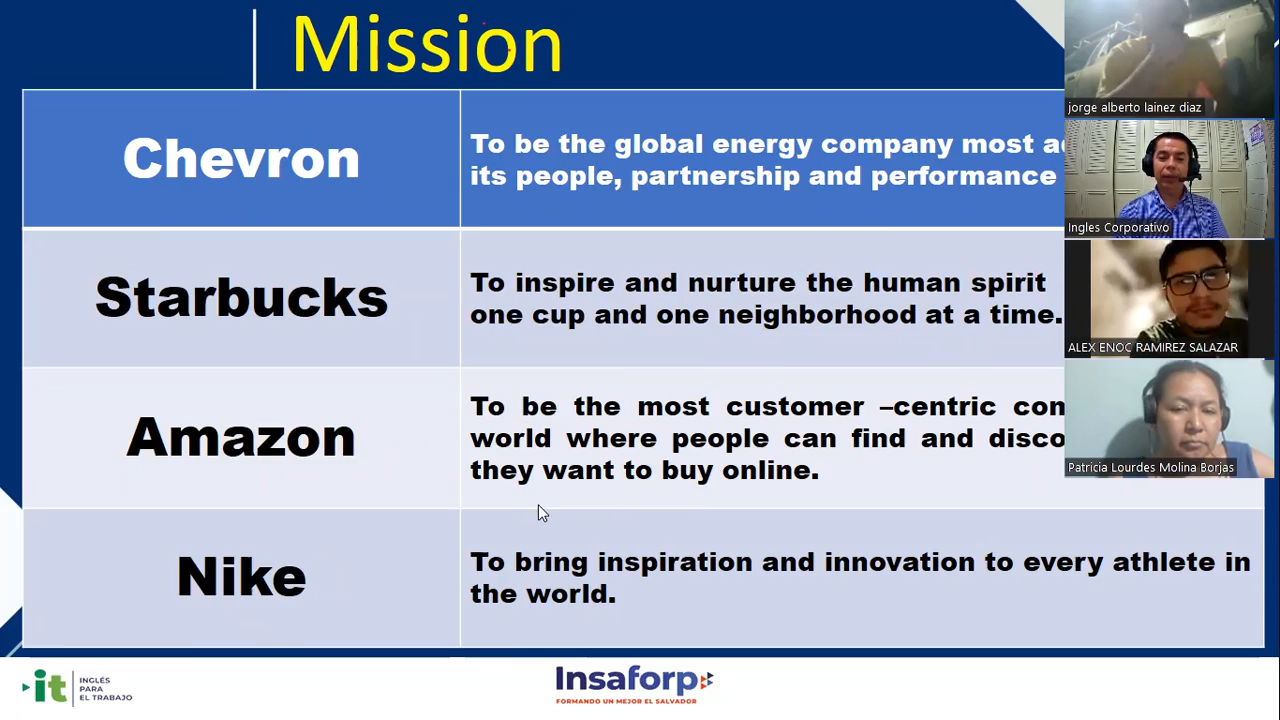 Mission
Chevron
To be the global energy company most
its people, partnership and performance
Starbucks
To inspire and nurture the human spirit
one cup and one neighborhood at a time.
Amazon
To be the most customer –centric
world where people can find and
they want to buy online.
Nike
To bring inspiration and innovation to every athlete in
the world.
jorge alberto laínez diaz
Ingles Corporativo
ALEX ENOC RAMIREZ SALAZAR
Patricia Lourdes Molina Borjas
it
INGLÉS
PARA
EL TRABAJO
Insaforp
FORMANDO UN MEJOR EL SALVADOR